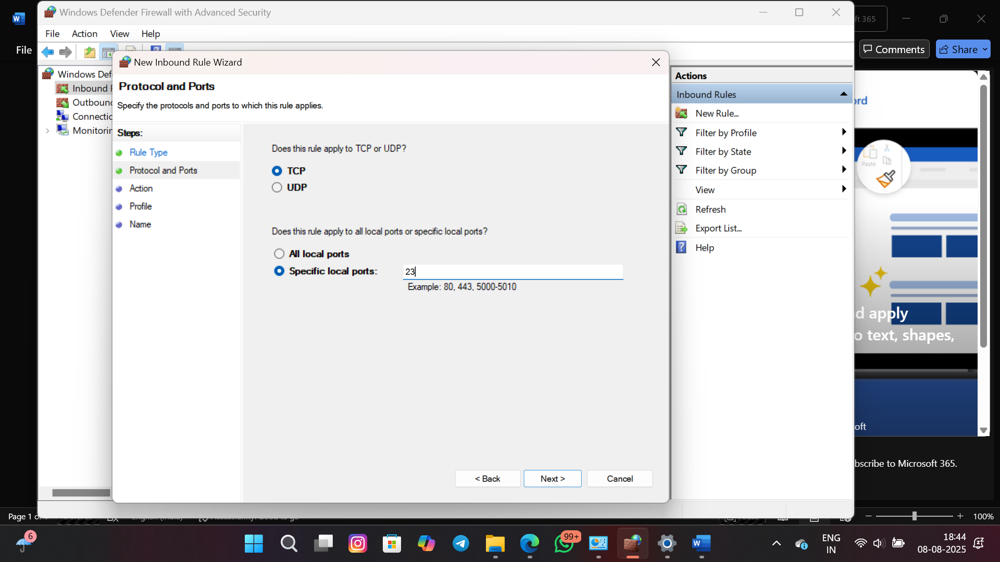 Windows Defender Firewall with Advanced Security
ft 365
File Action View Help
File
Comments
Share
New Inbound Rule Wizard
Windows Def
Inbound
Outbound
Connectio
Monitorin
Protocol and Ports
Specify the protocols and ports to which this rule applies.
Steps:
Rule Type
Protocol and Ports
Action
Profile
Name
Does this rule apply to TCP or UDP?
TCP
UDP
Does this rule apply to all local ports or specific local ports?
All local ports
Specific local ports:
23
Example: 80, 443, 5000-5010
< Back
Next >
Cancel
Actions
Inbound Rules
New Rule...
Filter by Profile
Filter by State
Filter by Group
View
Refresh
Export List...
Help
ord
Paste
d apply
o text, shapes,
oft
bscribe to Microsoft 365.
Page 1 of
100%
6
99+
ENG
IN
18:44
08-08-2025